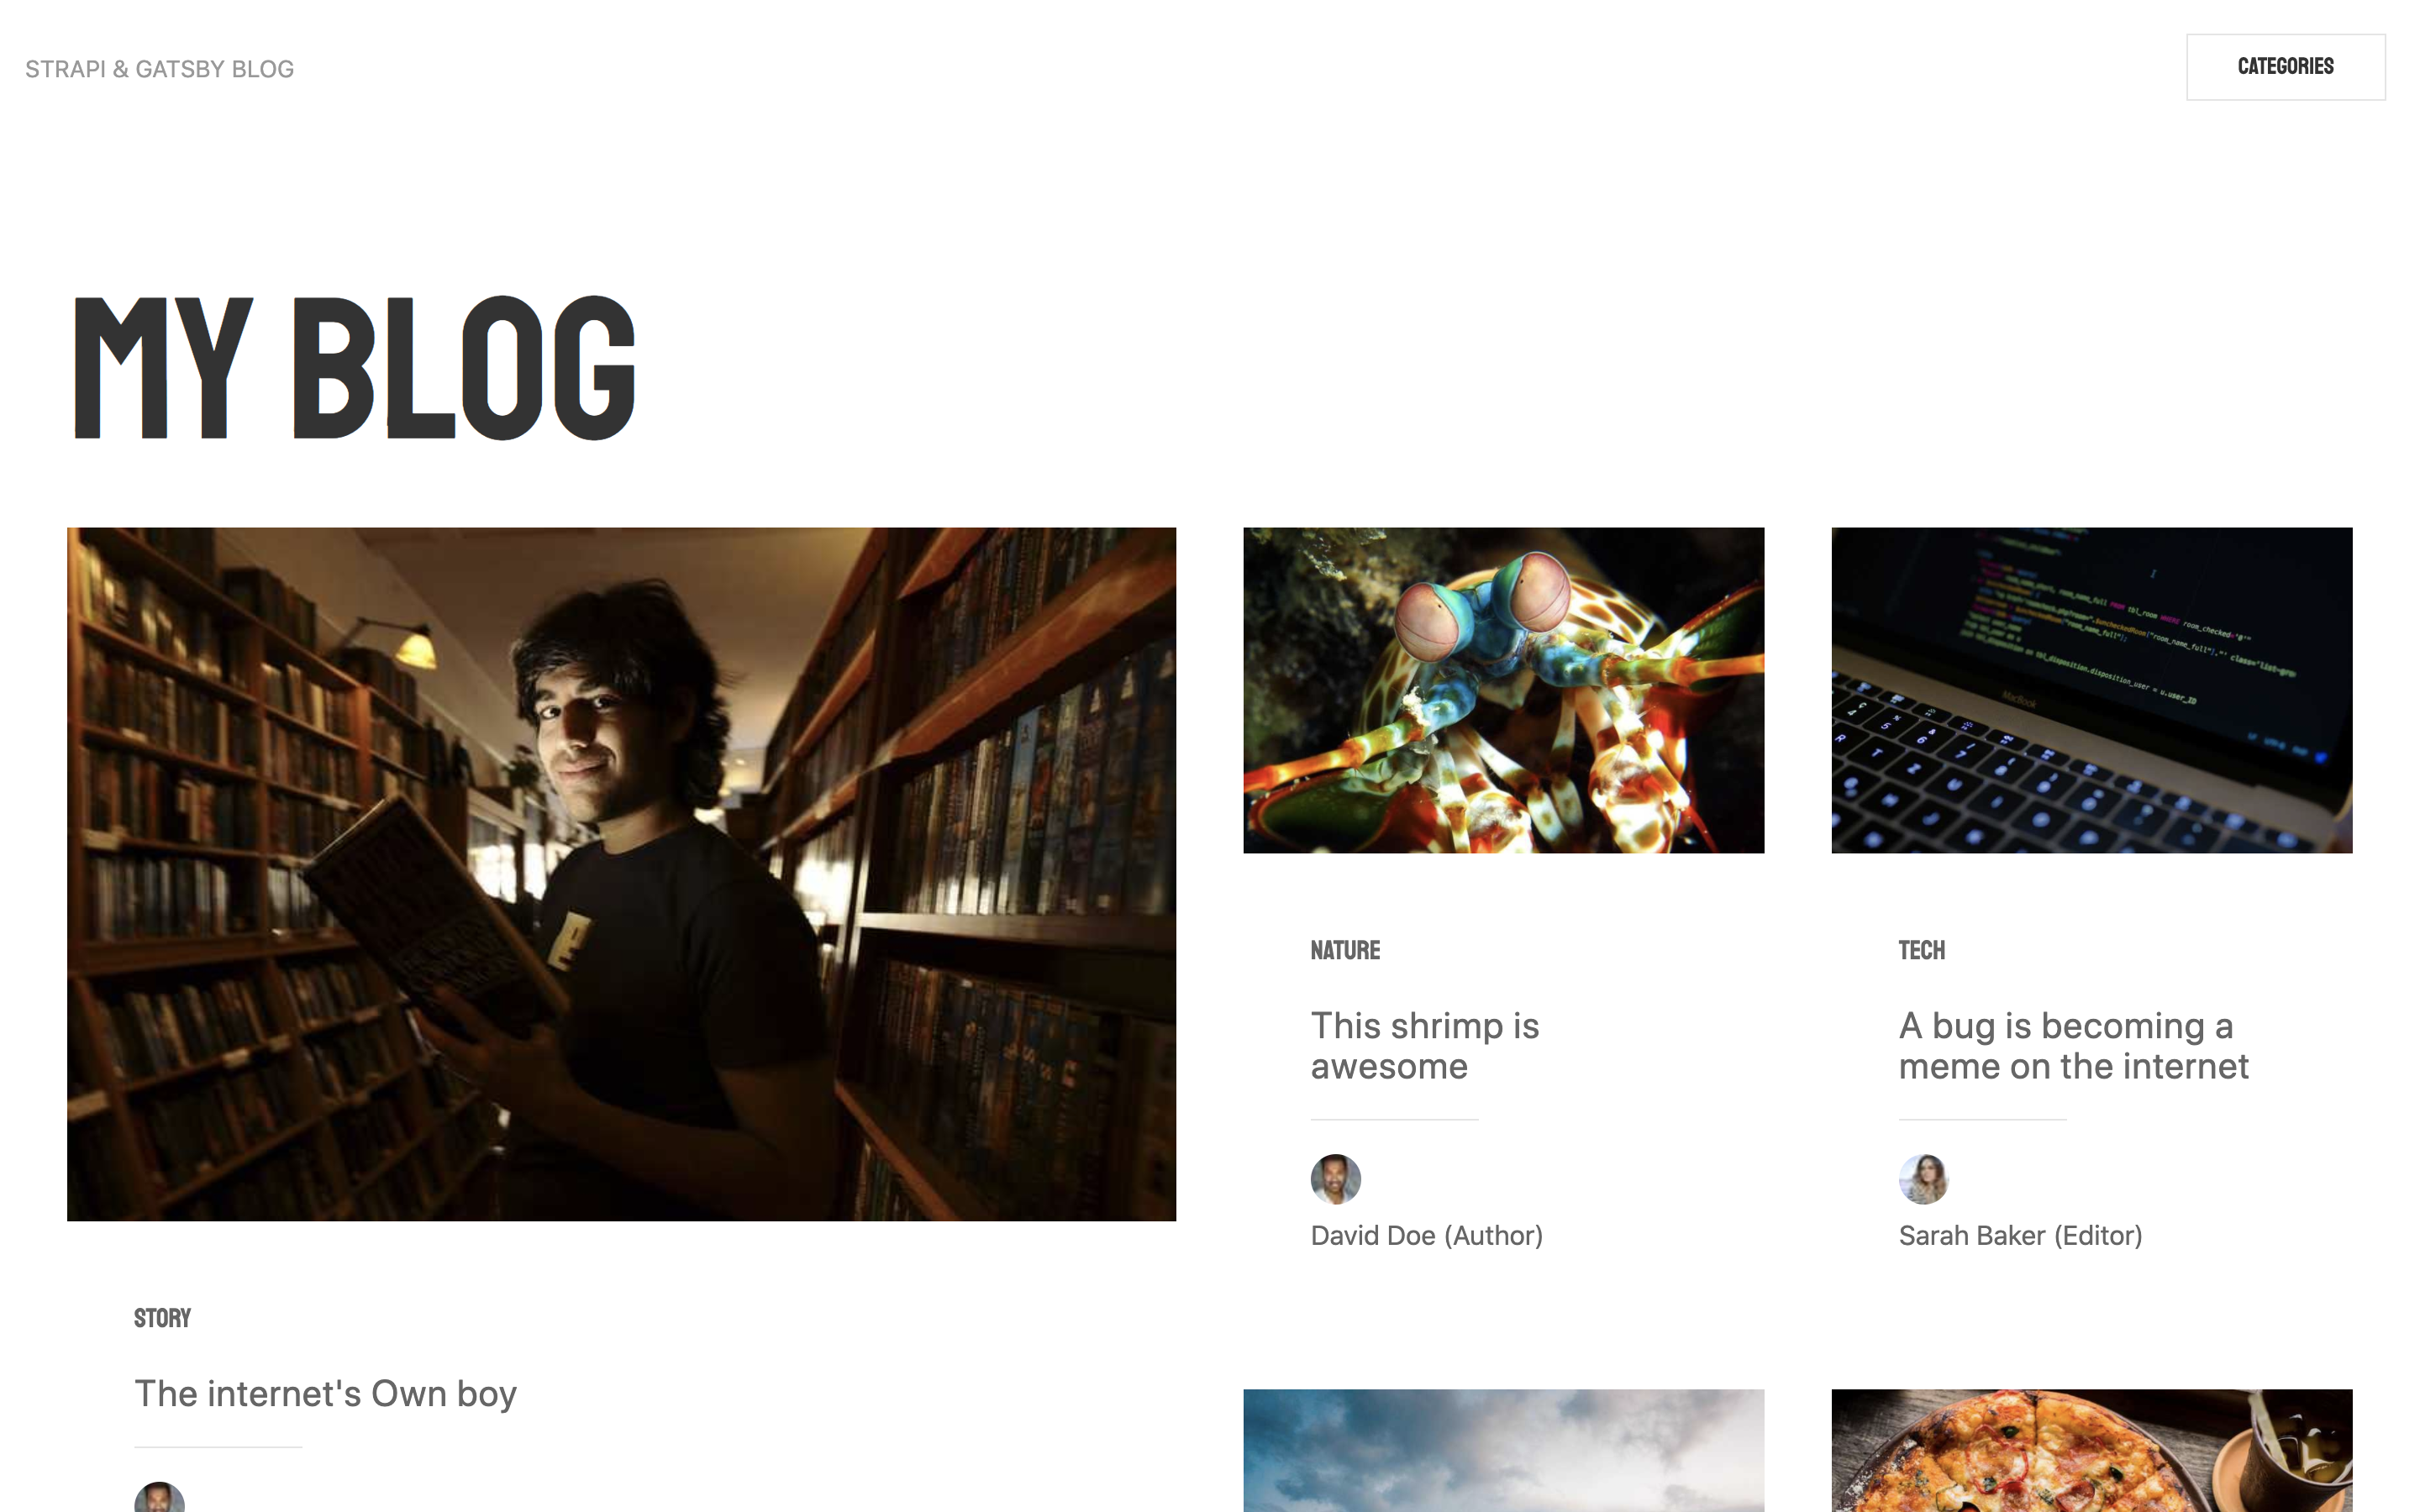 STRAPI & GATSBY BLOG
CATEGORIES
MY BLOG
MacBook
NATURE
This shrimp is
awesome
David Doe (Author)
TECH
A bug is becoming a
meme on the internet
Sarah Baker (Editor)
STORY
The internet's Own boy